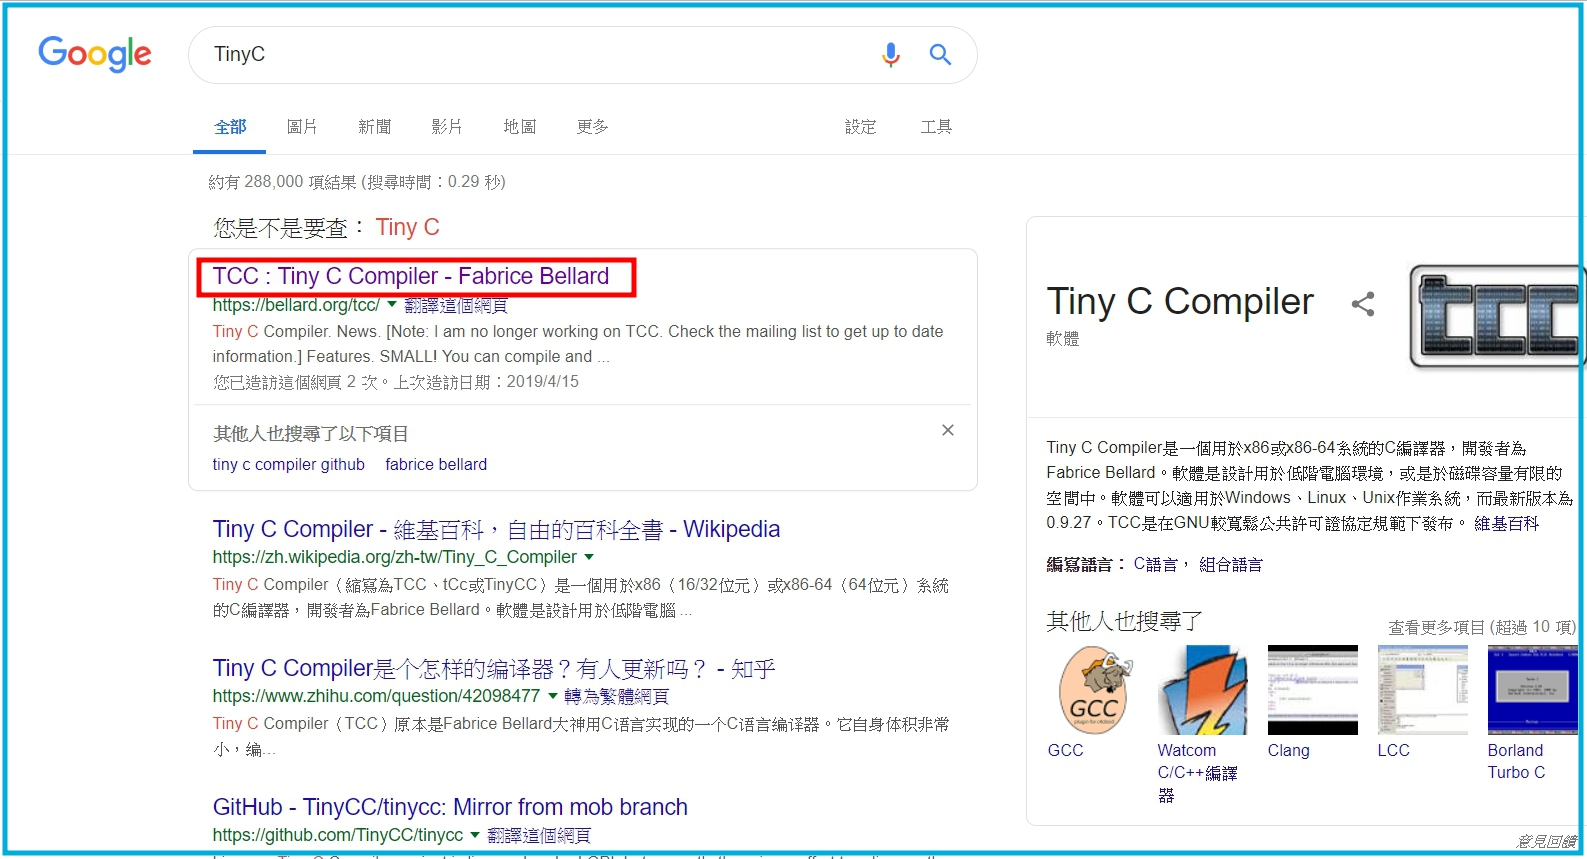 Google
TinyC
全部 圖片 新聞 影片 地圖 更多 設定 工具
約有 288,000 項結果 (搜尋時間：0.29 秒)
您是不是要查： Tiny C
TCC : Tiny C Compiler - Fabrice Bellard
https://bellard.org/tcc/ ▼ 翻譯這個網頁
Tiny C Compiler. News. [Note: I am no longer working on TCC. Check the mailing list to get up to date
information.] Features. SMALL! You can compile and ...
您已造訪這個網頁 2 次。上次造訪日期：2019/4/15
其他人也搜尋了以下項目
tiny c compiler github fabrice bellard
Tiny C Compiler - 維基百科，自由的百科全書 - Wikipedia
https://zh.wikipedia.org/zh-tw/Tiny_C_Compiler ▼
Tiny C Compiler（縮寫為TCC、tCc或TinyCC）是一個用於x86（16/32位元）或x86-64（64位元）系統
的C編譯器，開發者為Fabrice Bellard。軟體是設計用於低階電腦 ...
Tiny C Compiler是个怎样的编译器？有人更新吗？ - 知乎
https://www.zhihu.com/question/42098477 ▼ 轉為繁體網頁
Tiny C Compiler（TCC）原本是Fabrice Bellard大神用C语言实现的一个C语言编译器。它自身体积非常
小，编...
GitHub - TinyCC/tinycc: Mirror from mob branch
https://github.com/TinyCC/tinycc ▼ 翻譯這個網頁
Tiny C Compiler
軟體
tcc
Tiny C Compiler是一個用於x86或x86-64系統的C編譯器，開發者為
Fabrice Bellard。軟體是設計用於低階電腦環境，或是於磁碟容量有限的
空間中。軟體可以適用於Windows、Linux、Unix作業系統，而最新版本為
0.9.27。TCC是在GNU較寬鬆公共許可證協定規範下發布。 維基百科
編寫語言： C語言， 組合語言
其他人也搜尋了
查看更多項目 (超過 10 項)
GCC
GCC
Watcom
C/C++編譯
器
Clang
LCC
Borland
Turbo C
意見回饋